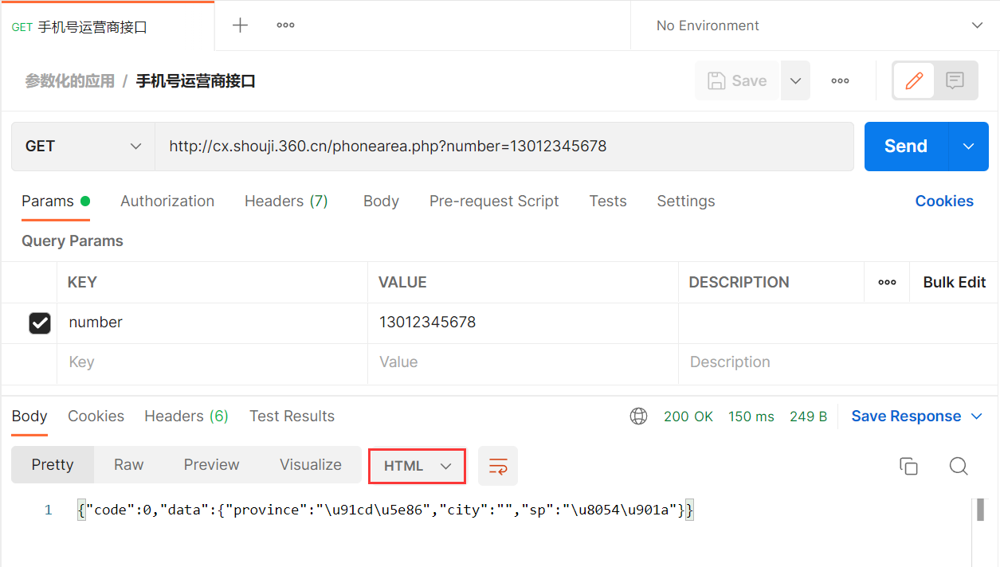 GET 手机号运营商接口 No Environment
参数化的应用 / 手机号运营商接口 Save
GET http://cx.shouji.360.cn/phonearea.php?number=13012345678 Send
Params Authorization Headers (7) Body Pre-request Script Tests Settings Cookies
Query Params
KEY VALUE DESCRIPTION Bulk Edit
number 13012345678
Key Value Description
Body Cookies Headers (6) Test Results 200 OK 150 ms 249 B Save Response
Pretty Raw Preview Visualize HTML
1 {"code":0,"data":{"province":"\u91cd\u5e86","city":"","sp":"\u8054\u901a"}}